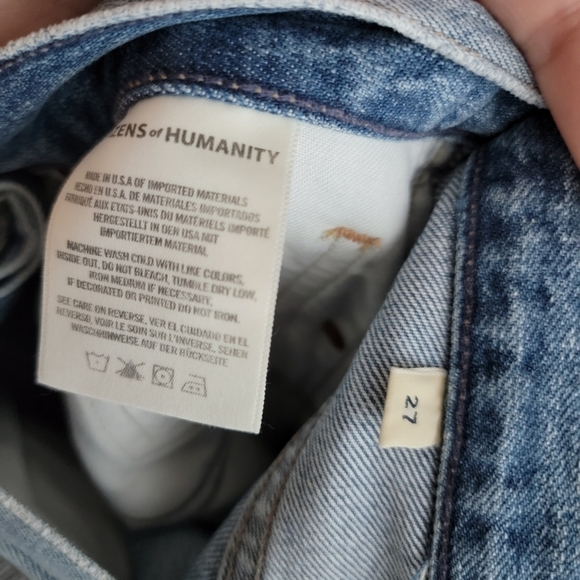 ZENS of HUMANITY
MADE IN U.S.A OF IMPORTED MATERIALS
HECHO EN U.S.A. DE MATERIALES IMPORTADOS
FABRIQUÉ AUX ETATS-UNIS DU MATÉRIELS IMPORTÉ
HERGESTELLT IN DEN USA MIT
IMPORTIERTEM MATERIAL
MACHINE WASH COLD WITH LIKE COLORS,
INSIDE OUT, DO NOT BLEACH, TUMBLE DRY LOW,
IRON MEDIUM IF NECESSARY,
IF DECORATED OR PRINTED DO NOT IRON.
SEE CARE ON REVERSE, VER EL CUIDADO EN EL
REVERSO, VOIR LE SOIN SUR L'INVERSE, SEHEN
WASCHHINWEISE AUF DER RÜCKSEITE
27